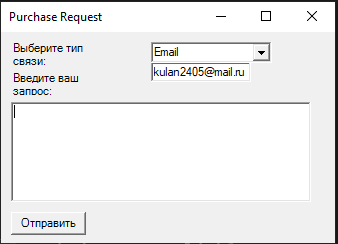 Purchase Request
Выберите тип
связи:
Email
Введите ваш
запрос:
kulan2405@mail.ru
Отправить